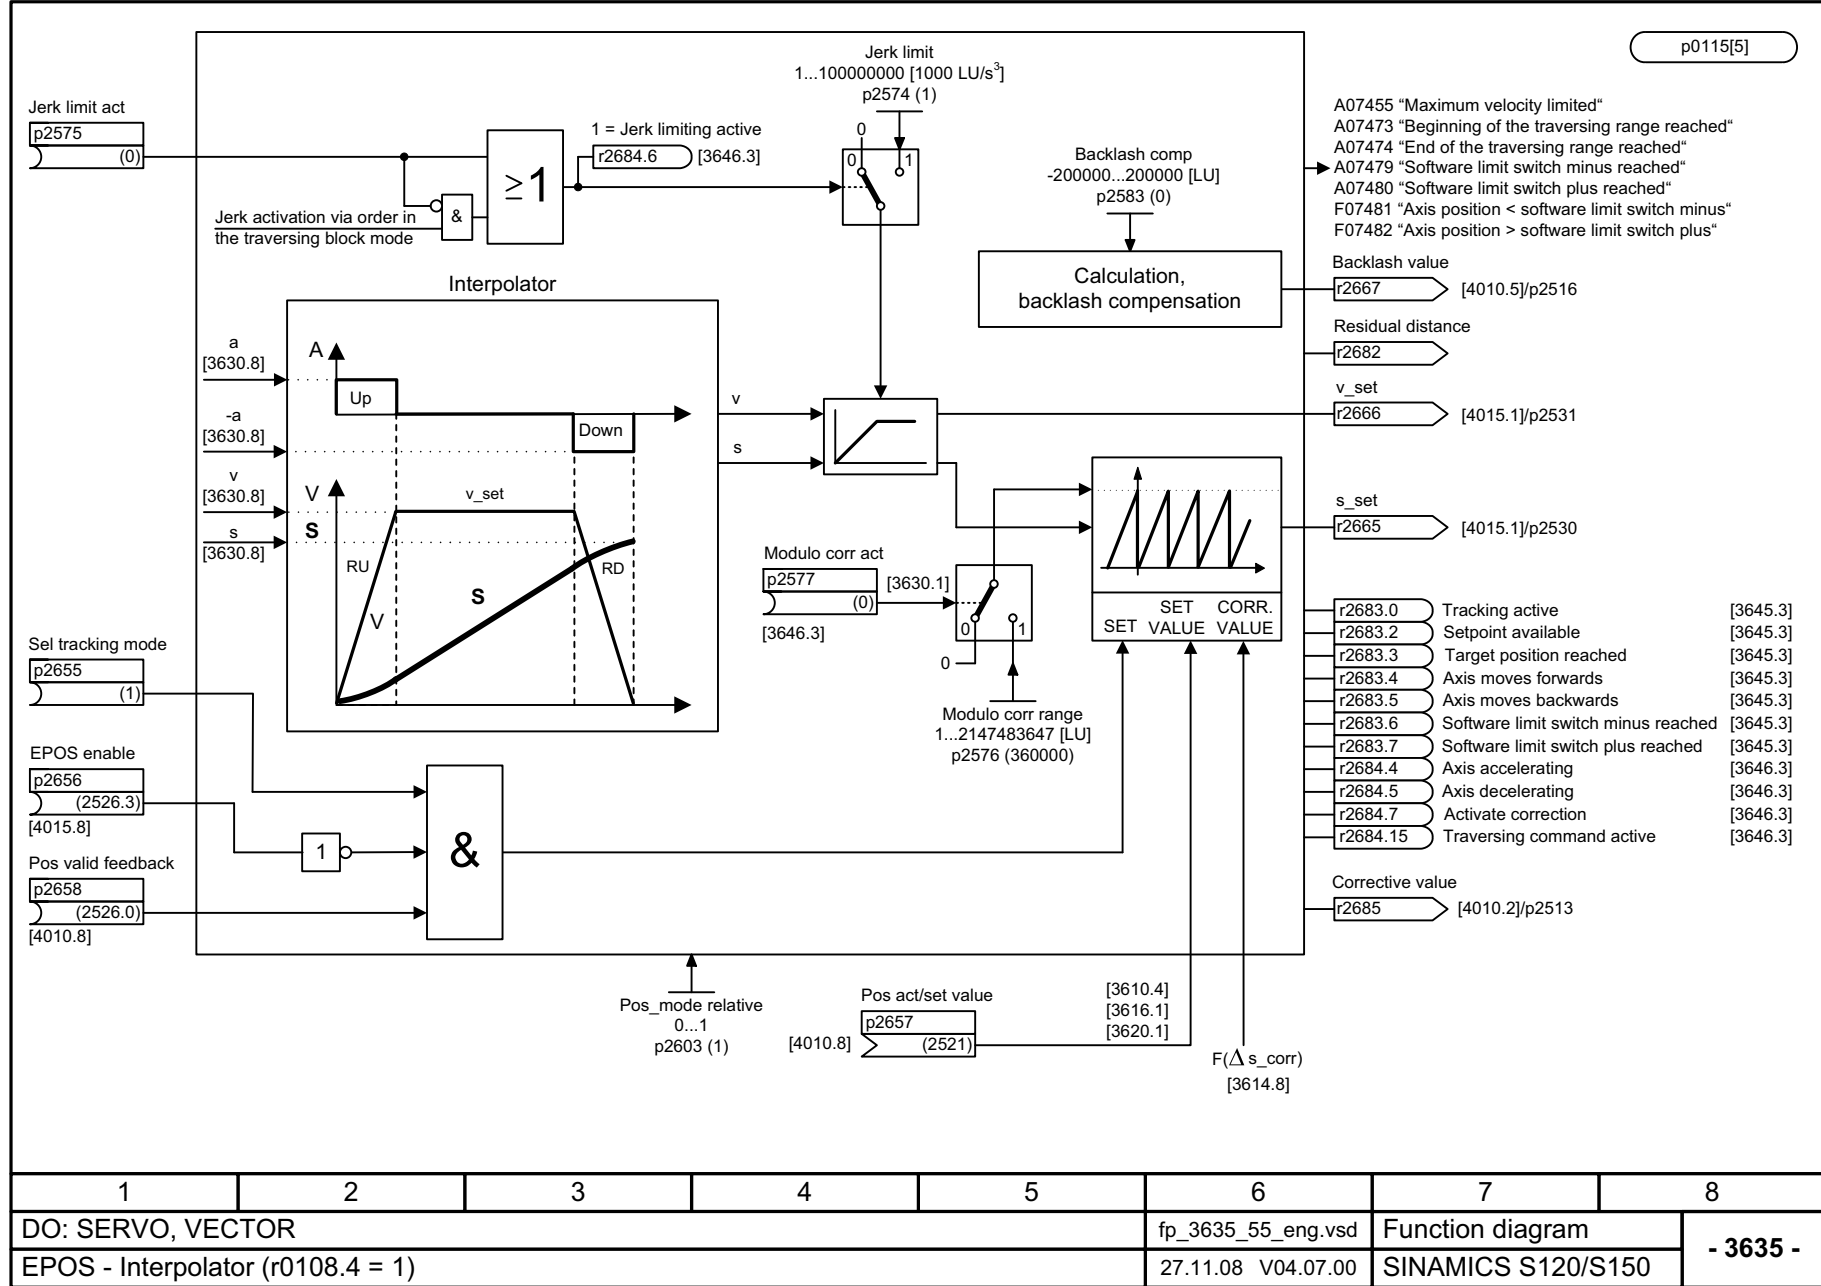 p0115[5]
Jerk limit
1...100000000 [1000 LU/s³]
p2574 (1)
Jerk limit act
p2575
(0)
1 = Jerk limiting active
r2684.6
[3646.3]
≥1
&
Jerk activation via order in
the traversing block mode
0
0
1
Backlash comp
-200000...200000 [LU]
p2583 (0)
Calculation,
backlash compensation
A07455 “Maximum velocity limited“
A07473 “Beginning of the traversing range reached“
A07474 “End of the traversing range reached“
A07479 “Software limit switch minus reached“
A07480 “Software limit switch plus reached“
F07481 “Axis position < software limit switch minus“
F07482 “Axis position > software limit switch plus“
Backlash value
r2667
[4010.5]/p2516
Residual distance
r2682
v_set
r2666
[4015.1]/p2531
s_set
r2665
[4015.1]/p2530
Interpolator
a
[3630.8]
-a
[3630.8]
v
[3630.8]
s
[3630.8]
A
Up
Down
V
S
v_set
RU
V
S
RD
v
s
Modulo corr act
p2577
(0)
[3630.1]
[3646.3]
0
1
0
Modulo corr range
1...2147483647 [LU]
p2576 (360000)
SET
SET
VALUE
CORR.
VALUE
r2683.0 Tracking active [3645.3]
r2683.2 Setpoint available [3645.3]
r2683.3 Target position reached [3645.3]
r2683.4 Axis moves forwards [3645.3]
r2683.5 Axis moves backwards [3645.3]
r2683.6 Software limit switch minus reached [3645.3]
r2683.7 Software limit switch plus reached [3645.3]
r2684.4 Axis accelerating [3646.3]
r2684.5 Axis decelerating [3646.3]
r2684.7 Activate correction [3646.3]
r2684.15 Traversing command active [3646.3]
Corrective value
r2685
[4010.2]/p2513
Sel tracking mode
p2655
(1)
EPOS enable
p2656
(2526.3)
[4015.8]
Pos valid feedback
p2658
(2526.0)
[4010.8]
1
&
Pos_mode relative
0...1
p2603 (1)
Pos act/set value
p2657
(2521)
[4010.8]
[3610.4]
[3616.1]
[3620.1]
F(Δ s_corr)
[3614.8]
1 2 3 4 5 6 7 8
DO: SERVO, VECTOR
fp_3635_55_eng.vsd
Function diagram
- 3635 -
EPOS - Interpolator (r0108.4 = 1)
27.11.08 V04.07.00
SINAMICS S120/S150